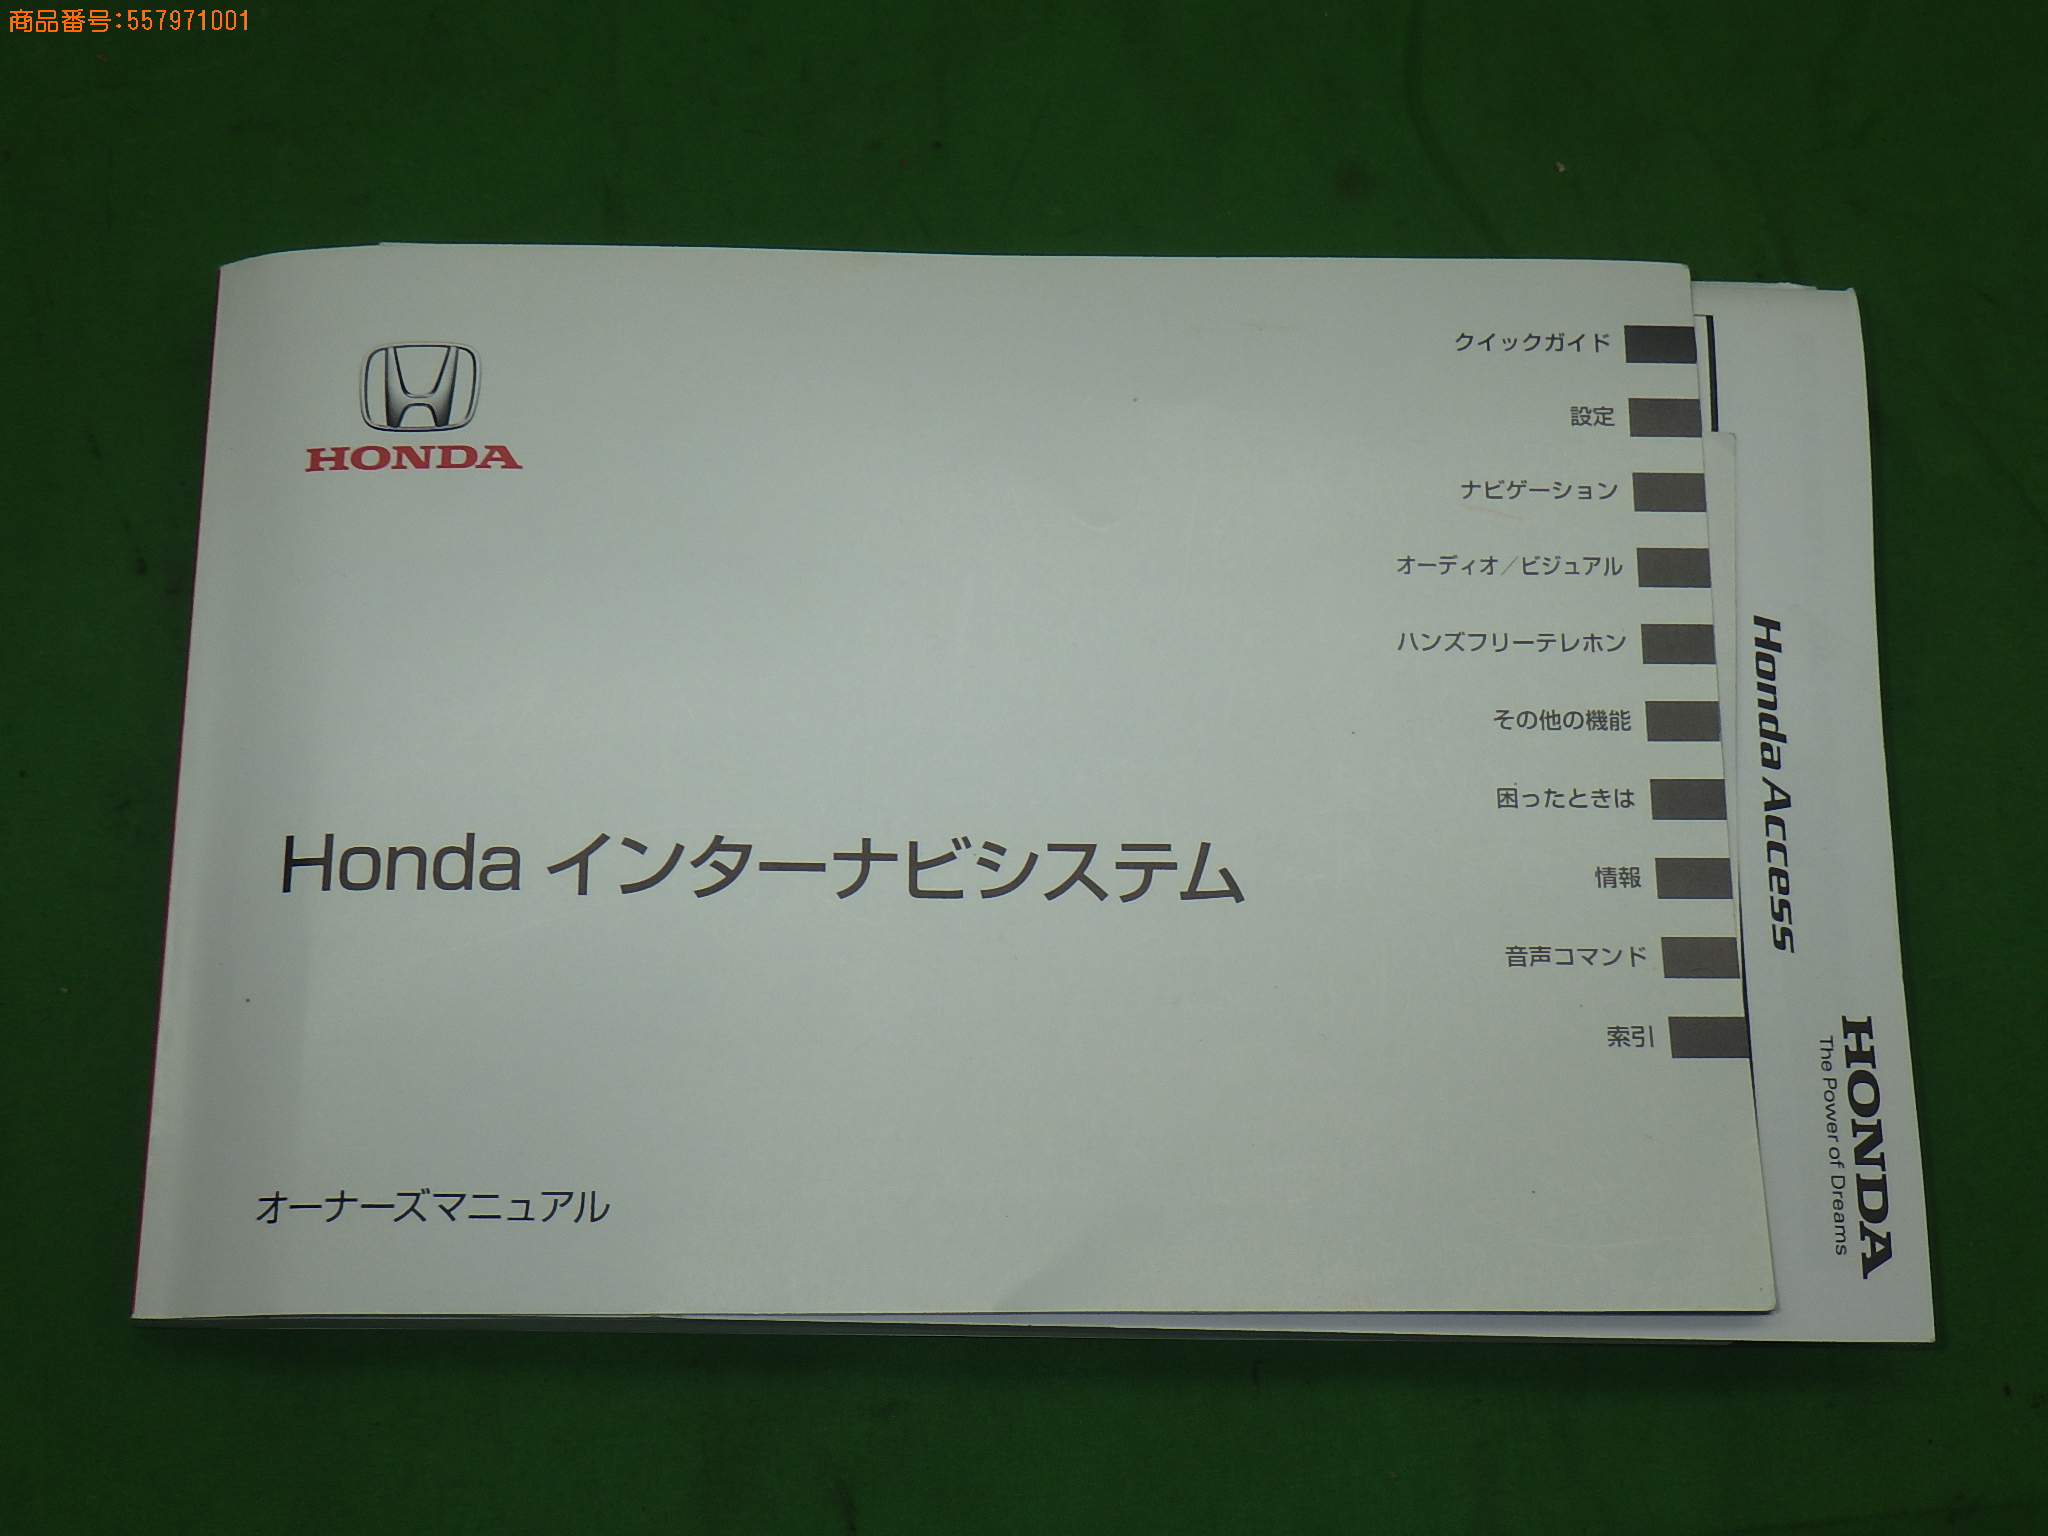 商品番号:557971001
HONDA
クイックガイド
設定
ナビゲーション
オーディオ／ビジュアル
ハンズフリーテレホン
その他の機能
困ったときは
情報
音声コマンド
索引
Honda インターナビシステム
オーナーズマニュアル
Honda Access
HONDA
The Power of Dreams